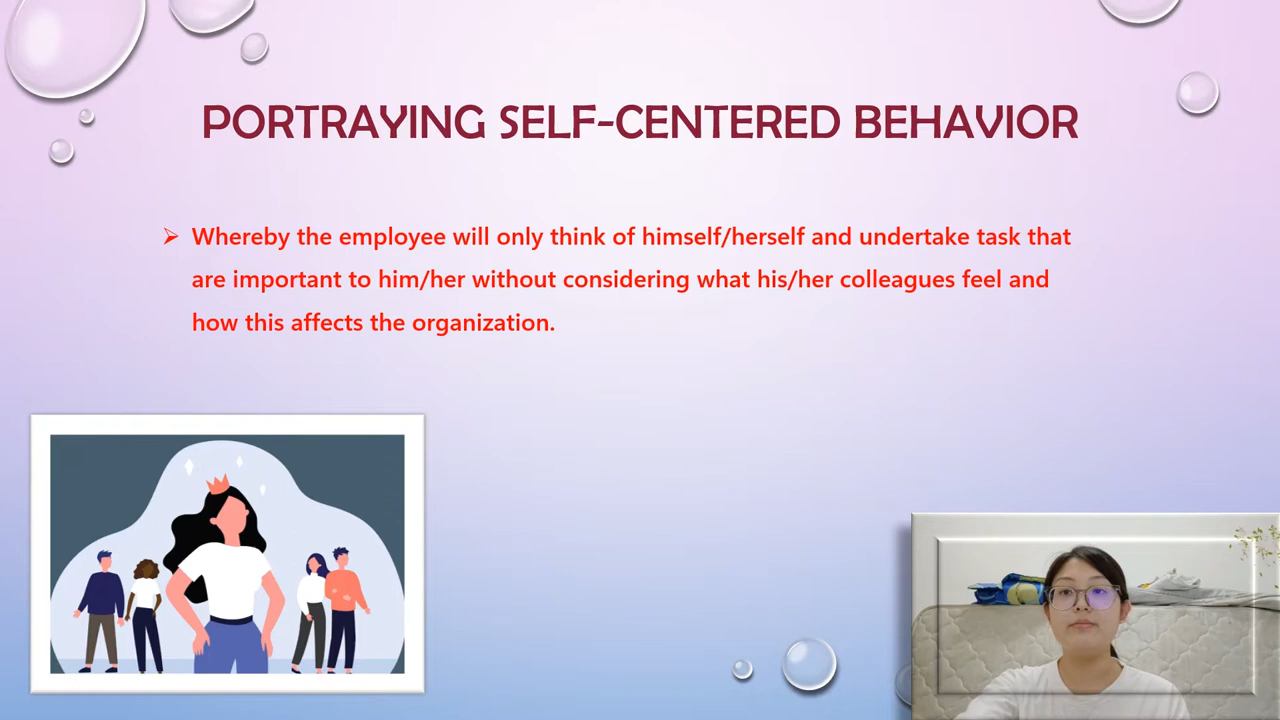 PORTRAYING SELF-CENTERED BEHAVIOR
➢ Whereby the employee will only think of himself/herself and undertake task that
are important to him/her without considering what his/her colleagues feel and
how this affects the organization.